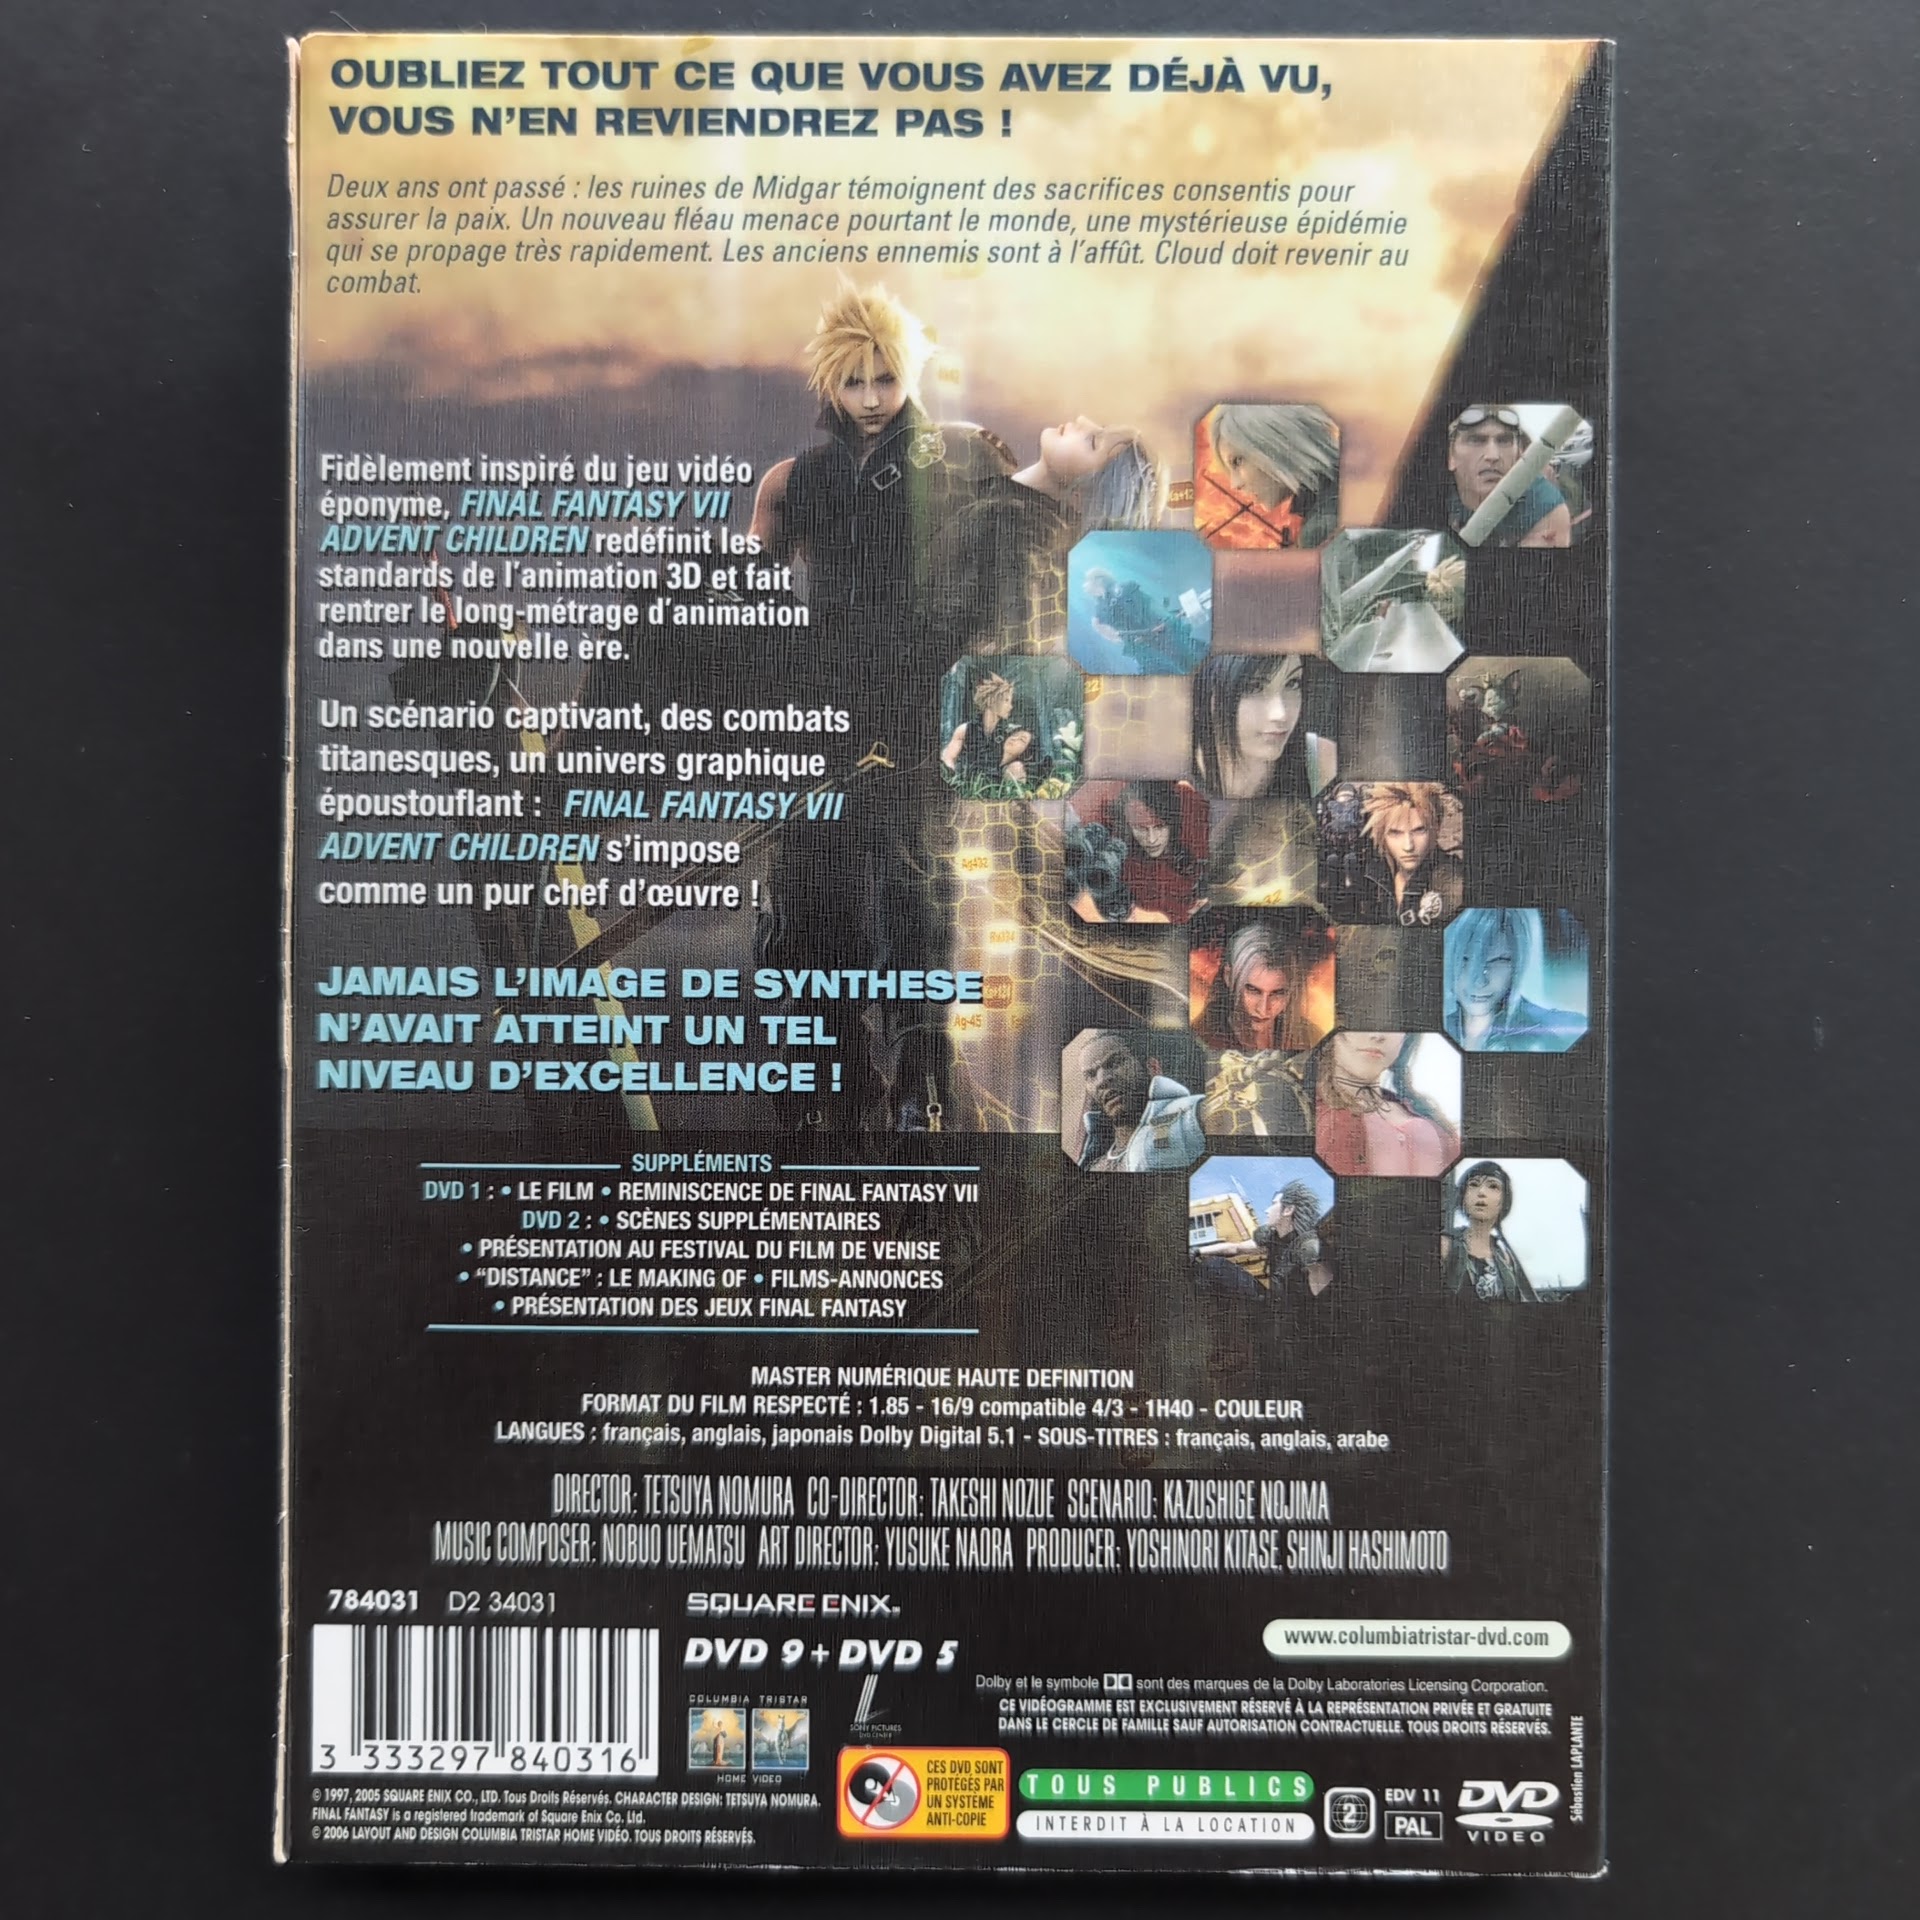 OUBLIEZ TOUT CE QUE VOUS AVEZ DÉJÀ VU,
VOUS N'EN REVIENDREZ PAS !
Deux ans ont passé : les ruines de Midgar témoignent des sacrifices consentis pour
assurer la paix. Un nouveau fléau menace pourtant le monde, une mystérieuse épidémie
qui se propage très rapidement. Les anciens ennemis sont à l'affût. Cloud doit revenir au
combat.
Fidèlement inspiré du jeu vidéo
éponyme, FINAL FANTASY VII
ADVENT CHILDREN redéfinit les
standards de l'animation 3D et fait
rentrer le long-métrage d'animation
dans une nouvelle ère.
Un scénario captivant, des combats
titanesques, un univers graphique
époustouflant : FINAL FANTASY VII
ADVENT CHILDREN s'impose
comme un pur chef d'œuvre !
Ag432
Ag-45
JAMAIS L'IMAGE DE SYNTHESE
N'AVAIT ATTEINT UN TEL
NIVEAU D'EXCELLENCE !
SUPPLÉMENTS
DVD 1 : • LE FILM • REMINISCENCE DE FINAL FANTASY VII
DVD 2 : • SCÈNES SUPPLÉMENTAIRES
• PRÉSENTATION AU FESTIVAL DU FILM DE VENISE
• "DISTANCE" : LE MAKING OF • FILMS-ANNONCES
• PRÉSENTATION DES JEUX FINAL FANTASY
MASTER NUMÉRIQUE HAUTE DEFINITION
FORMAT DU FILM RESPECTÉ : 1.85 - 16/9 compatible 4/3 - 1H40 - COULEUR
LANGUES : français, anglais, japonais Dolby Digital 5.1 - SOUS-TITRES : français, anglais, arabe
DIRECTOR: TETSUYA NOMURA CO-DIRECTOR: TAKESHI NOZUE SCENARIO: KAZUSHIGE NOJIMA
MUSIC COMPOSER: NOBUO UEMATSU ART DIRECTOR: YUSUKE NAORA PRODUCER: YOSHINORI KITASE, SHINJI HASHIMOTO
784031 D2 34031
SQUARE ENIX™
DVD 9 + DVD 5
www.columbiatristar-dvd.com
Dolby et le symbole DD sont des marques de la Dolby Laboratories Licensing Corporation.
CE VIDÉOGRAMME EST EXCLUSIVEMENT RÉSERVÉ À LA REPRÉSENTATION PRIVÉE ET GRATUITE
DANS LE CERCLE DE FAMILLE SAUF AUTORISATION CONTRACTUELLE. TOUS DROITS RÉSERVÉS.
COLUMBIA TRISTAR
HOME VIDEO
SONY PICTURES
DVD CENTER
3 333297 840316
CES DVD SONT
PROTÉGÉS PAR
UN SYSTÈME
ANTI-COPIE
TOUS PUBLICS
INTERDIT À LA LOCATION
2
EDV 11
PAL
DVD
VIDEO
Sébastien LAPLANTE
© 1997, 2005 SQUARE ENIX CO., LTD. Tous Droits Réservés. CHARACTER DESIGN: TETSUYA NOMURA.
FINAL FANTASY is a registered trademark of Square Enix Co. Ltd.
© 2006 LAYOUT AND DESIGN COLUMBIA TRISTAR HOME VIDÉO. TOUS DROITS RÉSERVÉS.